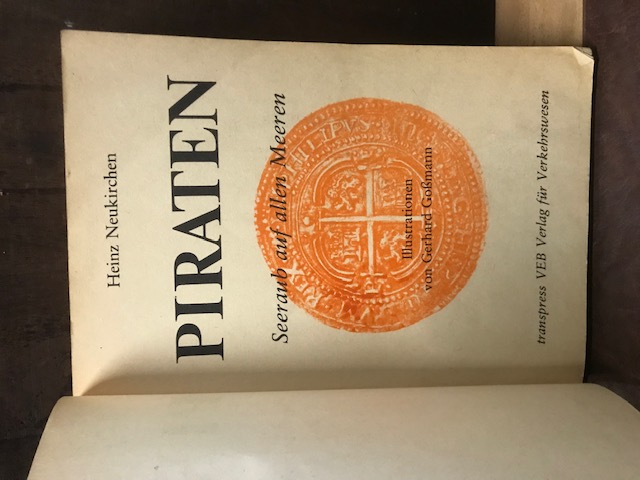 Heinz Neukirchen
PIRATEN
Seeraub auf allen Meeren
Illustrationen
von Gerhard Goßmann
transpress VEB Verlag für Verkehrswesen